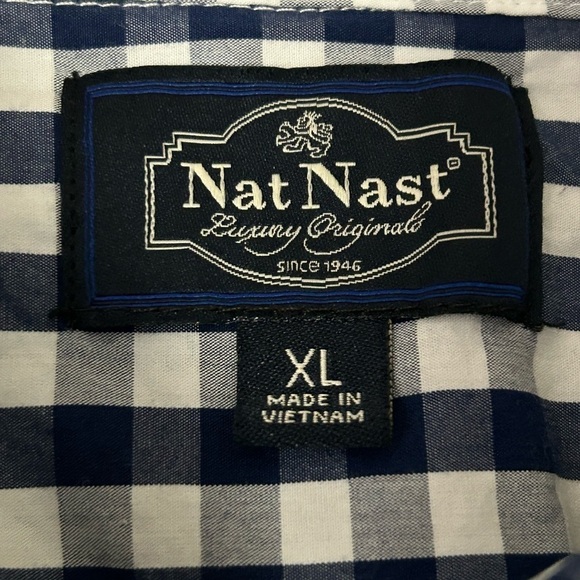 Nat Nast®
Luxury Originals
SINCE 1946
XL
MADE IN
VIETNAM